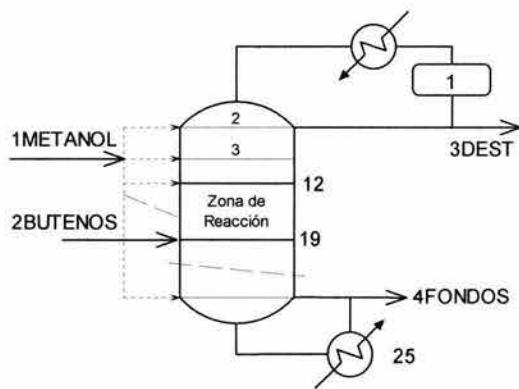 1
2
3DEST
1METANOL
3
12
Zona de
Reacción
2BUTENOS
19
4FONDOS
25